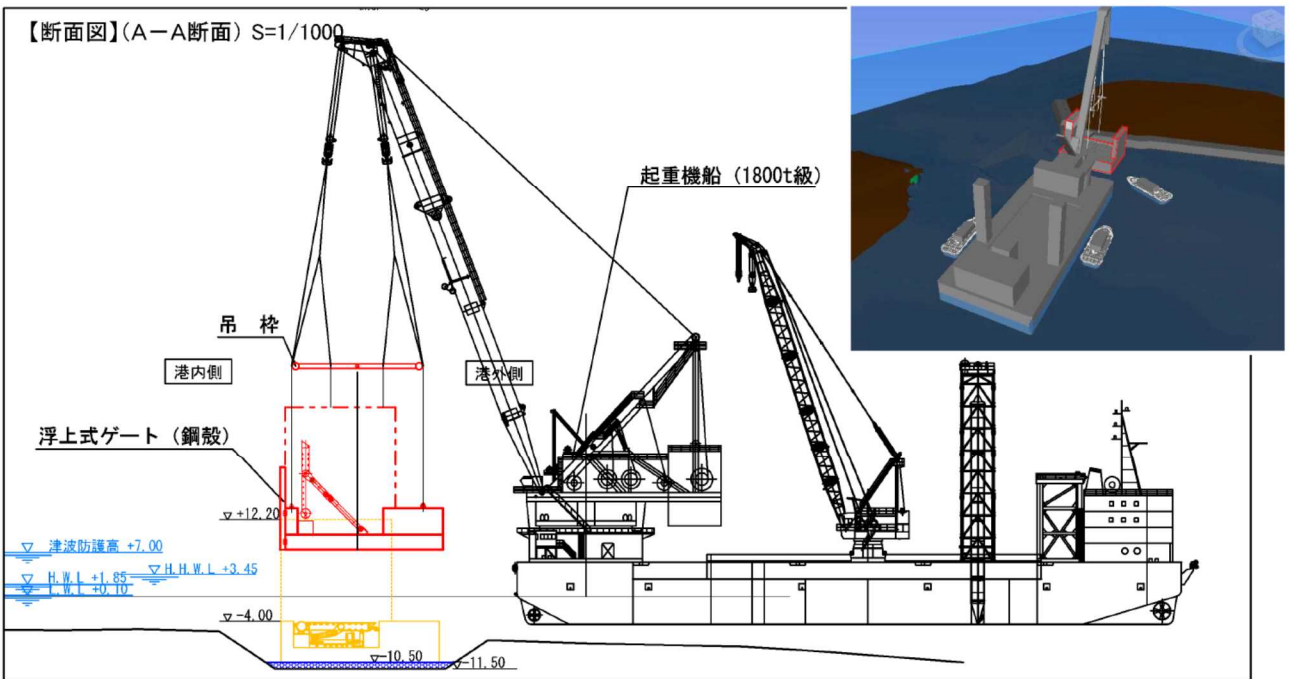 【断面図】(A－A断面) S=1/1000
起重機船 (1800t級)
吊 枠
港内側
港外側
浮上式ゲート (鋼殻)
▽+12.20
▽ 津波防護高 +7.00
▽ H.H.W.L +3.45
▽ H.W.L +1.85
▽ L.W.L +0.10
▽-4.00
▽-10.50
▽-11.50